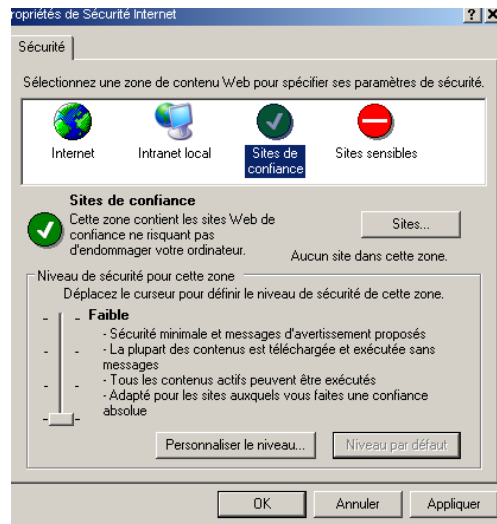 ropriétés de Sécurité Internet
Sécurité
Sélectionnez une zone de contenu Web pour spécifier ses paramètres de sécurité.
Internet
Intranet local
Sites de
confiance
Sites sensibles
Sites de confiance
Cette zone contient les sites Web de
confiance ne risquant pas
d'endommager votre ordinateur.
Sites...
Aucun site dans cette zone.
Niveau de sécurité pour cette zone
Déplacez le curseur pour définir le niveau de sécurité de cette zone.
Faible
- Sécurité minimale et messages d'avertissement proposés
- La plupart des contenus est téléchargée et exécutée sans
messages
- Tous les contenus actifs peuvent être exécutés
- Adapté pour les sites auxquels vous faites une confiance
absolue
Personnaliser le niveau...
Niveau par défaut
OK
Annuler
Appliquer